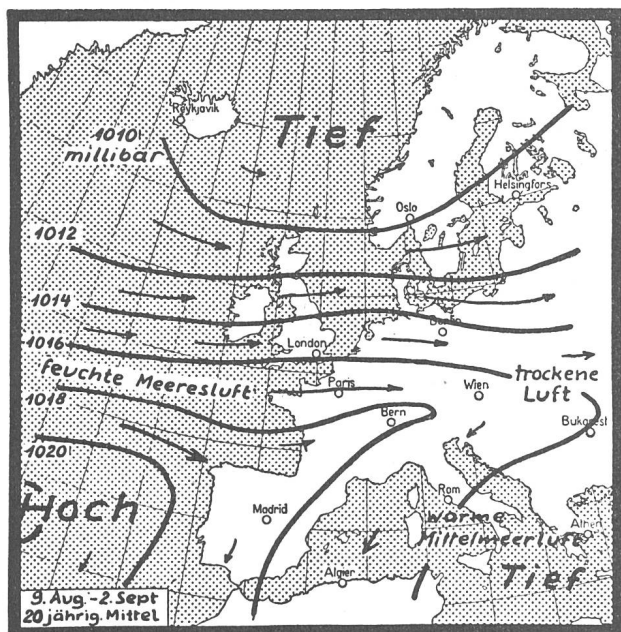 Reykjavik
Tief
1010
millibar
Helsingfors
Oslo
1012
1014
Berlin
1016
London
feuchte Meeresluft
Paris
Wien
trockene
Luft
1018
Bern
Bukarest
1020
Hoch
Madrid
Rom
warme
Mittelmeerluft
Athen
Algier
Tief
9. Aug. - 2. Sept
20 jährig. Mittel